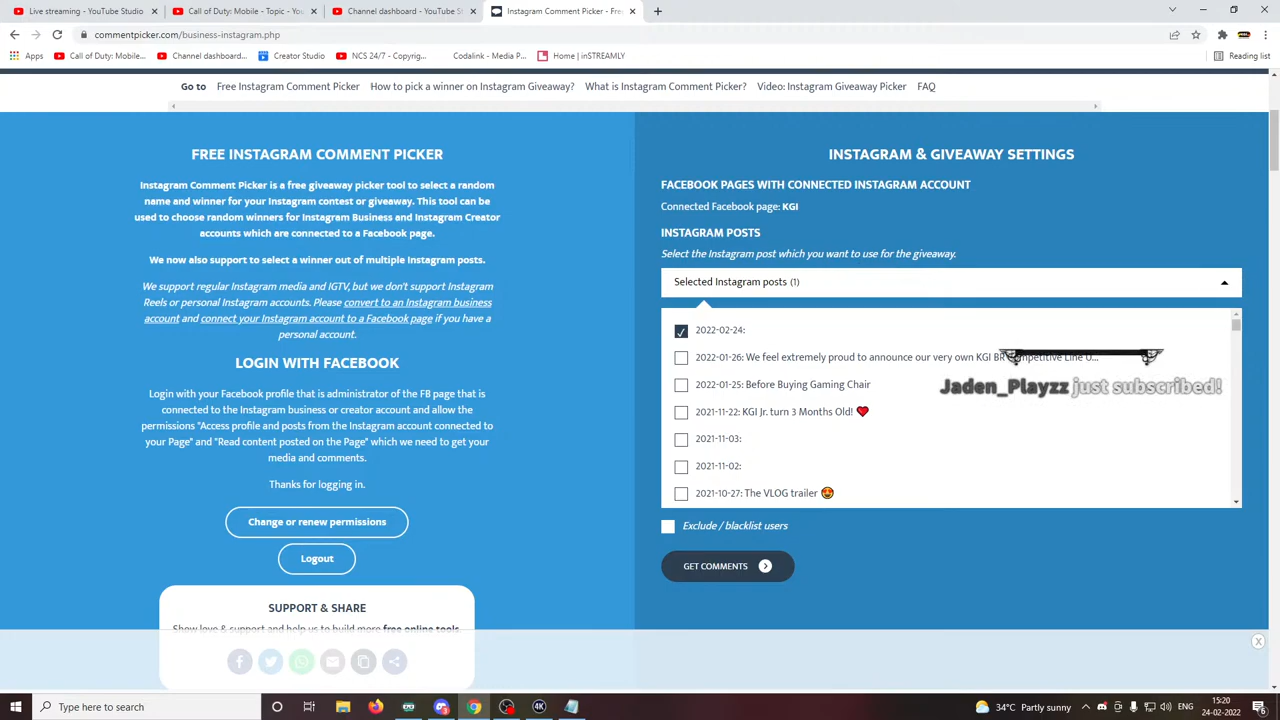 Live streaming - YouTube Studio
Call of Duty: Mobile - Topic - You
Channel dashboard - YouTube St
Instagram Comment Picker - Fre
commentpicker.com/business-instagram.php
Apps
Call of Duty: Mobile...
Channel dashboard...
Creator Studio
NCS 24/7 - Copyrig...
Codalink - Media P...
Home | inSTREAMLY
Reading list
Go to
Free Instagram Comment Picker
How to pick a winner on Instagram Giveaway?
What is Instagram Comment Picker?
Video: Instagram Giveaway Picker
FAQ
FREE INSTAGRAM COMMENT PICKER
Instagram Comment Picker is a free giveaway picker tool to select a random
name and winner for your Instagram contest or giveaway. This tool can be
used to choose random winners for Instagram Business and Instagram Creator
accounts which are connected to a Facebook page.
We now also support to select a winner out of multiple Instagram posts.
We support regular Instagram media and IGTV, but we don't support Instagram
Reels or personal Instagram accounts. Please convert to an Instagram business
account and connect your Instagram account to a Facebook page if you have a
personal account.
LOGIN WITH FACEBOOK
Login with your Facebook profile that is administrator of the FB page that is
connected to the Instagram business or creator account and allow the
permissions "Access profile and posts from the Instagram account connected to
your Page" and "Read content posted on the Page" which we need to get your
media and comments.
Thanks for logging in.
Change or renew permissions
Logout
SUPPORT & SHARE
Show love & support and help us to build more free online tools
INSTAGRAM & GIVEAWAY SETTINGS
FACEBOOK PAGES WITH CONNECTED INSTAGRAM ACCOUNT
Connected Facebook page: KGI
INSTAGRAM POSTS
Select the Instagram post which you want to use for the giveaway.
Selected Instagram posts (1)
2022-02-24:
2022-01-26: We feel extremely proud to announce our very own KGI BR Competitive Line U...
2022-01-25: Before Buying Gaming Chair
Jaden_Playzz just subscribed!
2021-11-22: KGI Jr. turn 3 Months Old! ❤️
2021-11-03:
2021-11-02:
2021-10-27: The VLOG trailer 😍
Exclude / blacklist users
GET COMMENTS
X
Type here to search
3
4K
34°C Partly sunny
ENG
15:20
24-02-2022